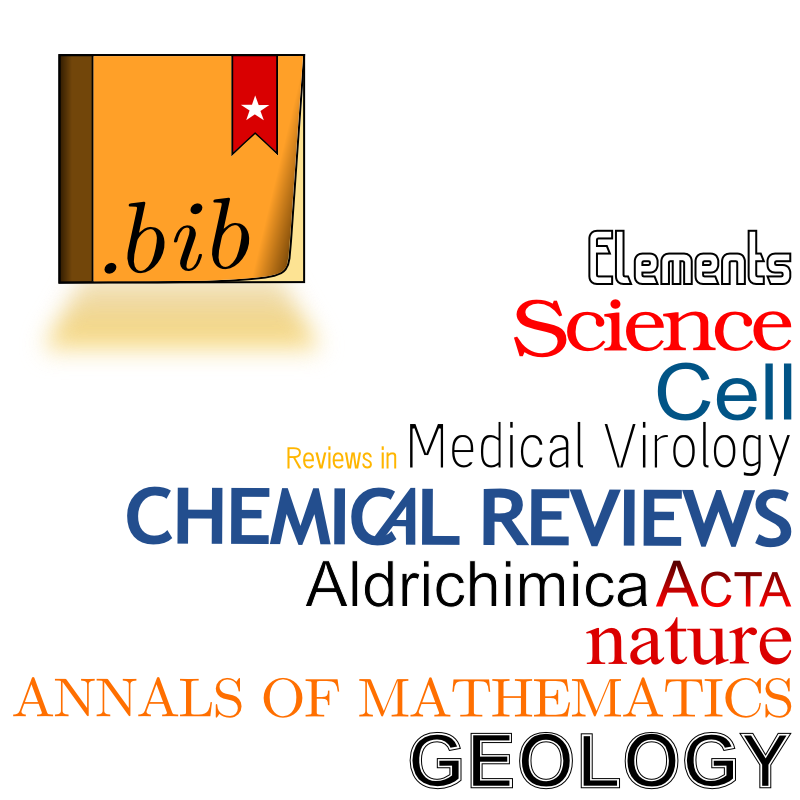 .bib
Elements
Science
Cell
Reviews in Medical Virology
CHEMICAL REVIEWS
Aldrichimica ACTA
nature
ANNALS OF MATHEMATICS
GEOLOGY